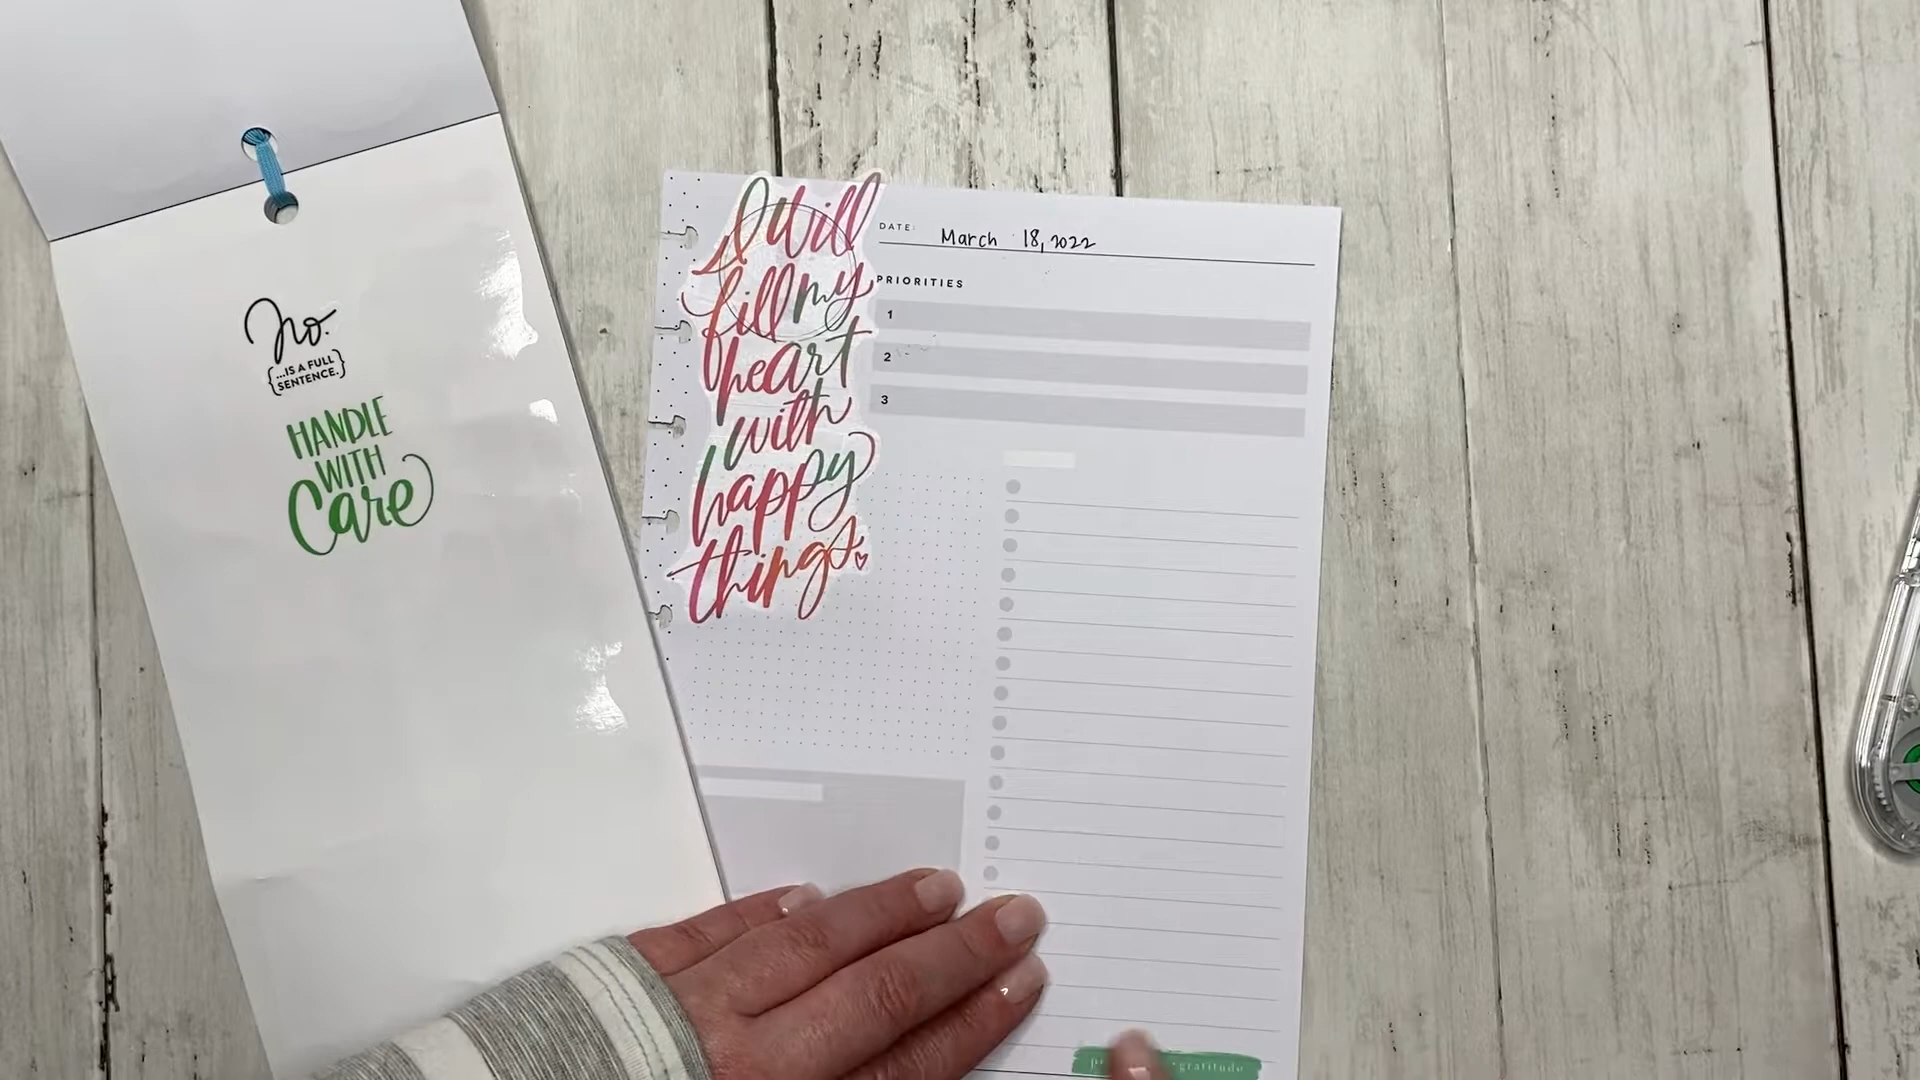 No.
{...IS A FULL
SENTENCE.}
HANDLE
WITH
Care
I will
fill my
heart
with
happy
things
DATE: March 18, 2022
PRIORITIES
1
2
3
gratitude